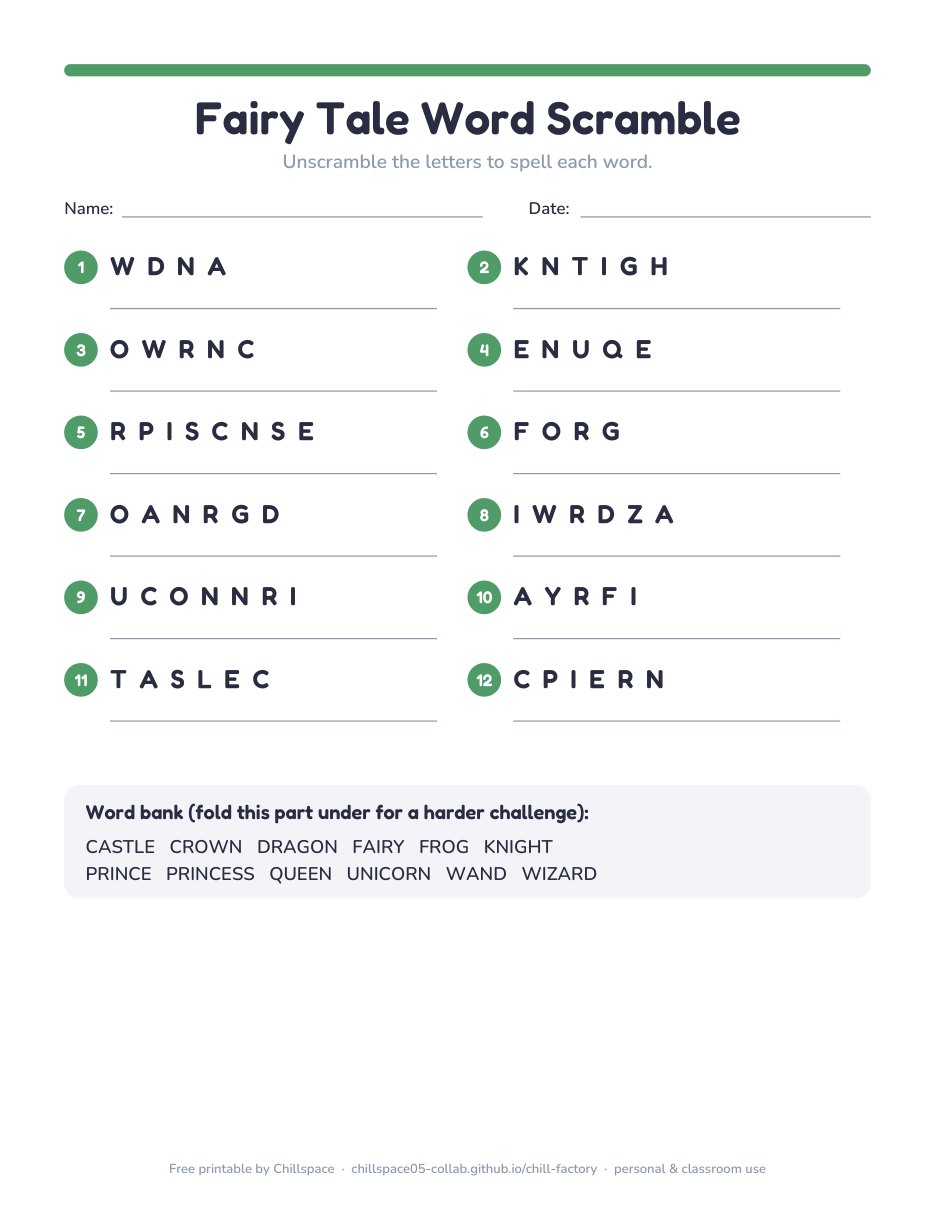 Fairy Tale Word Scramble
Unscramble the letters to spell each word.
Name: Date:
1 W D N A
2 K N T I G H
3 O W R N C
4 E N U Q E
5 R P I S C N S E
6 F O R G
7 O A N R G D
8 I W R D Z A
9 U C O N N R I
10 A Y R F I
11 T A S L E C
12 C P I E R N
Word bank (fold this part under for a harder challenge):
CASTLE CROWN DRAGON FAIRY FROG KNIGHT
PRINCE PRINCESS QUEEN UNICORN WAND WIZARD
Free printable by Chillspace · chillspace05-collab.github.io/chill-factory · personal & classroom use